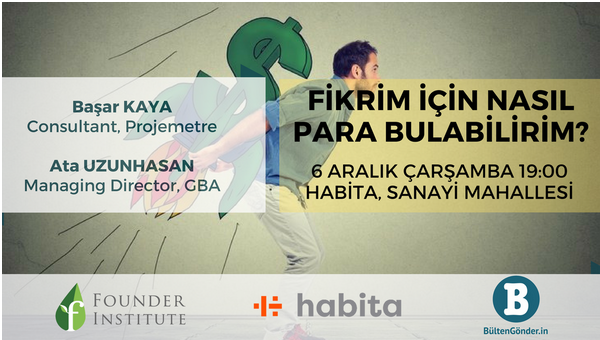 Başar KAYA
Consultant, Projemetre
Ata UZUNHASAN
Managing Director, GBA
FİKRİM İÇİN NASIL
PARA BULABİLİRİM?
6 ARALIK ÇARŞAMBA 19:00
HABİTA, SANAYİ MAHALLESİ
f
FOUNDER
INSTITUTE
habita
B
BültenGönder.in